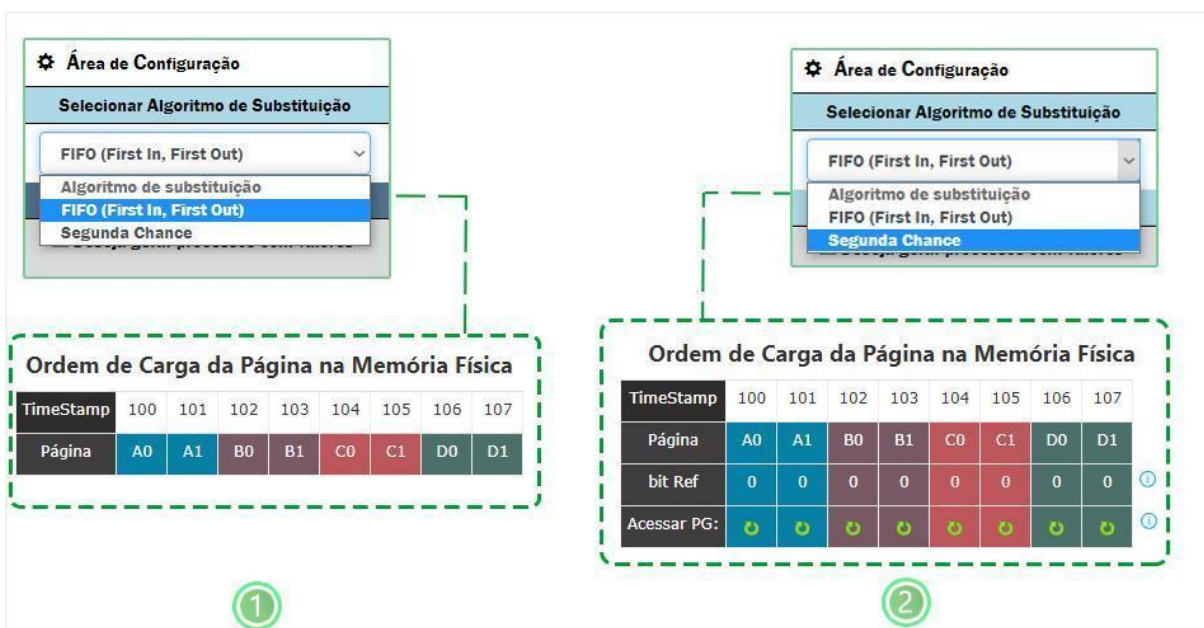 Área de Configuração
Selecionar Algoritmo de Substituição
FIFO (First In, First Out)
Algoritmo de substituição
FIFO (First In, First Out)
Segunda Chance
Ordem de Carga da Página na Memória Física
TimeStamp 100 101 102 103 104 105 106 107
Página A0 A1 B0 B1 C0 C1 D0 D1
1
Área de Configuração
Selecionar Algoritmo de Substituição
FIFO (First In, First Out)
Algoritmo de substituição
FIFO (First In, First Out)
Segunda Chance
Ordem de Carga da Página na Memória Física
TimeStamp 100 101 102 103 104 105 106 107
Página A0 A1 B0 B1 C0 C1 D0 D1
bit Ref 0 0 0 0 0 0 0 0
Acessar PG:
2